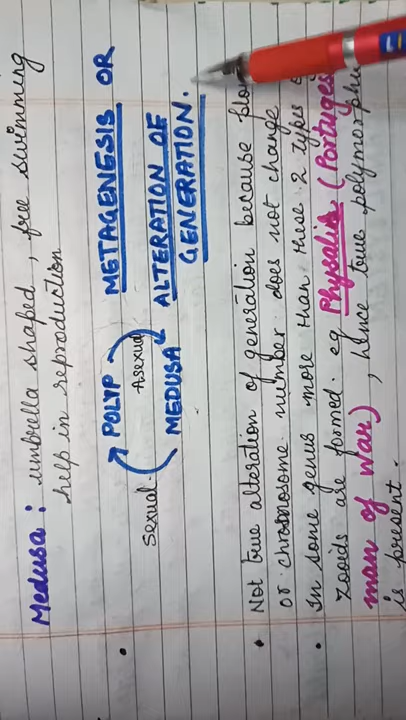 Medusa : umbrella shaped, free swimming
help in reproduction
POLYP METAGENESIS OR
Asexual ALTERATION OF
Sexual MEDUSA GENERATION.
Not true alteration of generation because
or chromosome number does not change
In some genus more than these 2 types
zooids are formed. eg Physalia (Portuges
man of war), hence true polymorphi
is present.